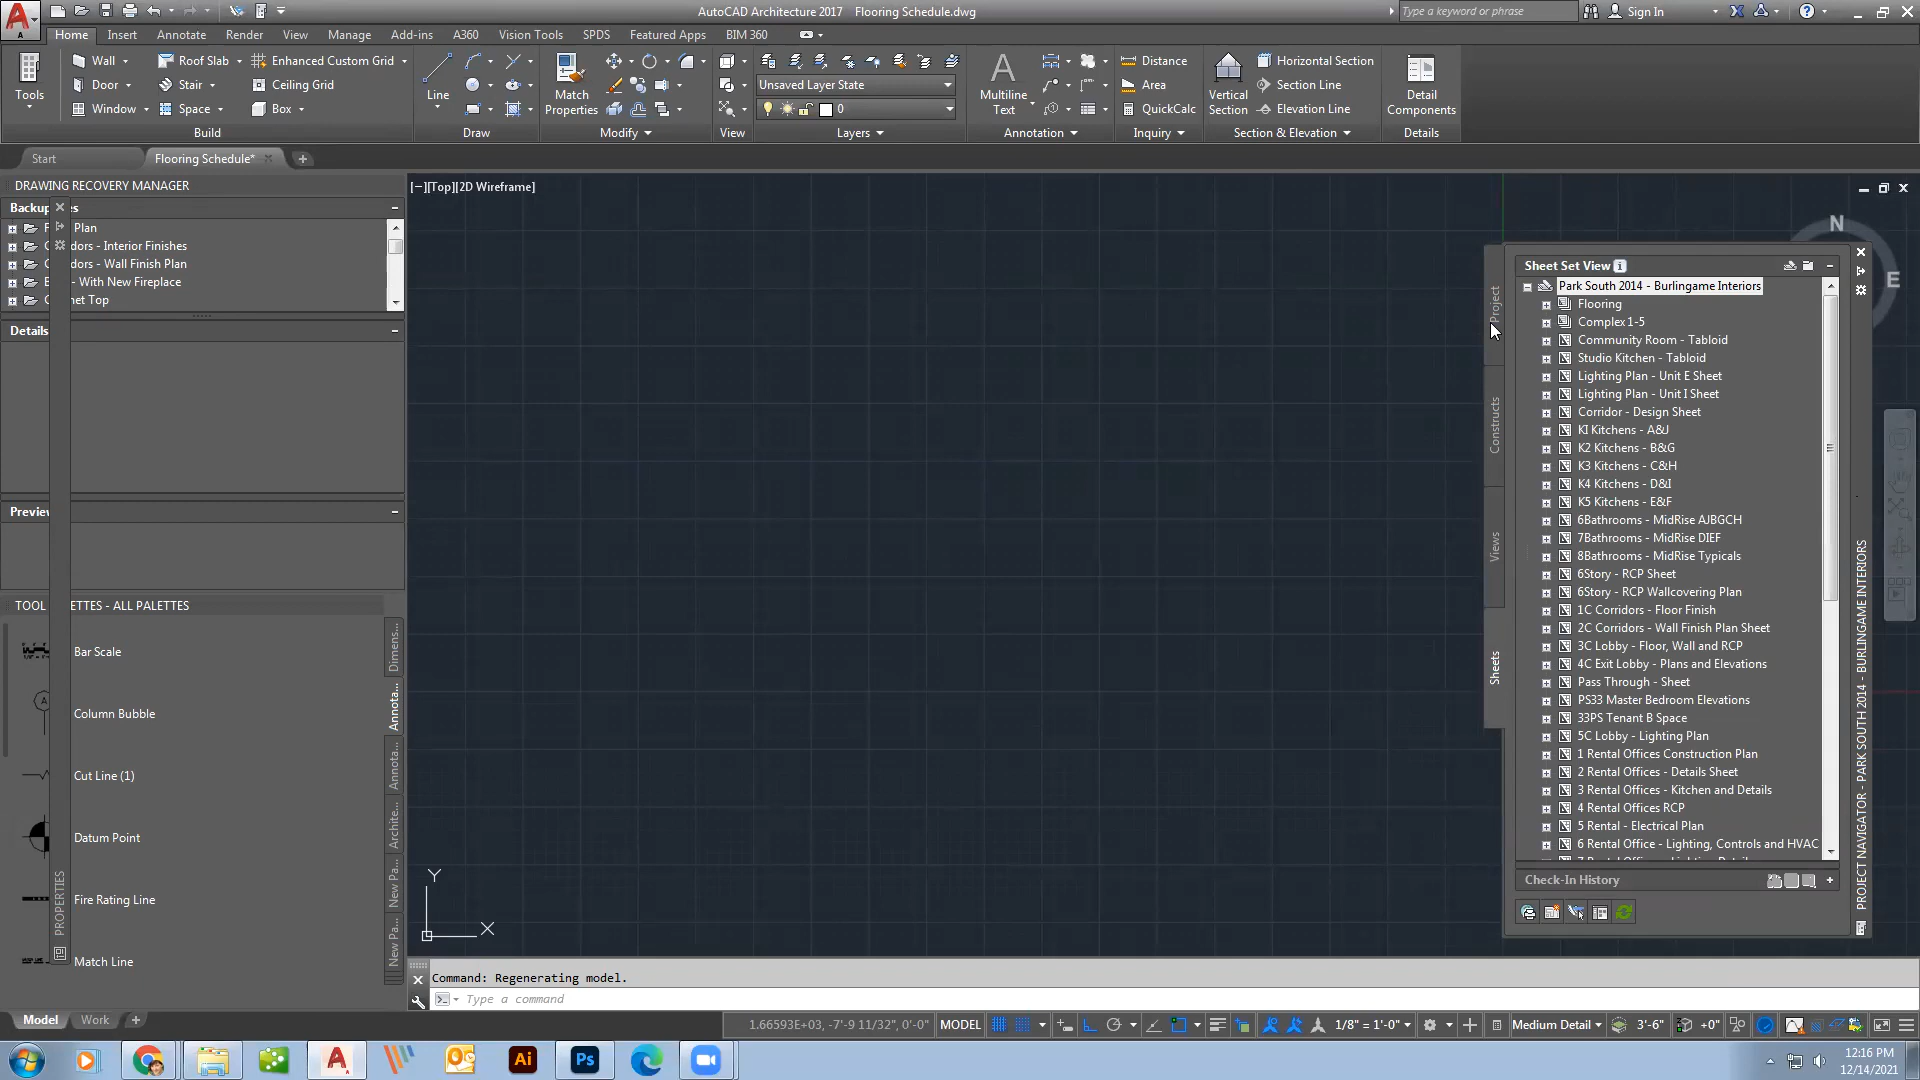 AutoCAD Architecture 2017 Flooring Schedule.dwg
Type a keyword or phrase
Sign In
Home Insert Annotate Render View Manage Add-ins A360 Vision Tools SPDS Featured Apps BIM 360
Tools
Wall Roof Slab Enhanced Custom Grid
Door Stair Ceiling Grid
Window Space Box
Build
Line
Draw
Match
Properties
Modify
View
Unsaved Layer State
0
Layers
Multiline
Text
Annotation
Distance
Area
QuickCalc
Inquiry
Vertical
Section
Horizontal Section
Section Line
Elevation Line
Section & Elevation
Detail
Components
Details
Start Flooring Schedule*
DRAWING RECOVERY MANAGER
Plan
dors - Interior Finishes
dors - Wall Finish Plan
- With New Fireplace
net Top
Details
Preview
TOOL ETTES - ALL PALETTES
Bar Scale
Column Bubble
Cut Line (1)
Datum Point
Fire Rating Line
Match Line
Dimens...
Annota...
Annota...
Archite...
New Pa...
New Pa...
PROPERTIES
[−][Top][2D Wireframe]
N
E
Y
X
Project
Constructs
Views
Sheets
Sheet Set View
Park South 2014 - Burlingame Interiors
Flooring
Complex 1-5
Community Room - Tabloid
Studio Kitchen - Tabloid
Lighting Plan - Unit E Sheet
Lighting Plan - Unit I Sheet
Corridor - Design Sheet
KI Kitchens - A&J
K2 Kitchens - B&G
K3 Kitchens - C&H
K4 Kitchens - D&I
K5 Kitchens - E&F
6Bathrooms - MidRise AJBGCH
7Bathrooms - MidRise DIEF
8Bathrooms - MidRise Typicals
6Story - RCP Sheet
6Story - RCP Wallcovering Plan
1C Corridors - Floor Finish
2C Corridors - Wall Finish Plan Sheet
3C Lobby - Floor, Wall and RCP
4C Exit Lobby - Plans and Elevations
Pass Through - Sheet
PS33 Master Bedroom Elevations
33PS Tenant B Space
5C Lobby - Lighting Plan
1 Rental Offices Construction Plan
2 Rental Offices - Details Sheet
3 Rental Offices - Kitchen and Details
4 Rental Offices RCP
5 Rental - Electrical Plan
6 Rental Office - Lighting, Controls and HVAC
Check-In History
PROJECT NAVIGATOR - PARK SOUTH 2014 - BURLINGAME INTERIORS
Command: Regenerating model.
Type a command
Model Work
1.66593E+03, -7'-9 11/32", 0'-0" MODEL 1/8" = 1'-0" Medium Detail 3'-6" +0"
12:16 PM
12/14/2021